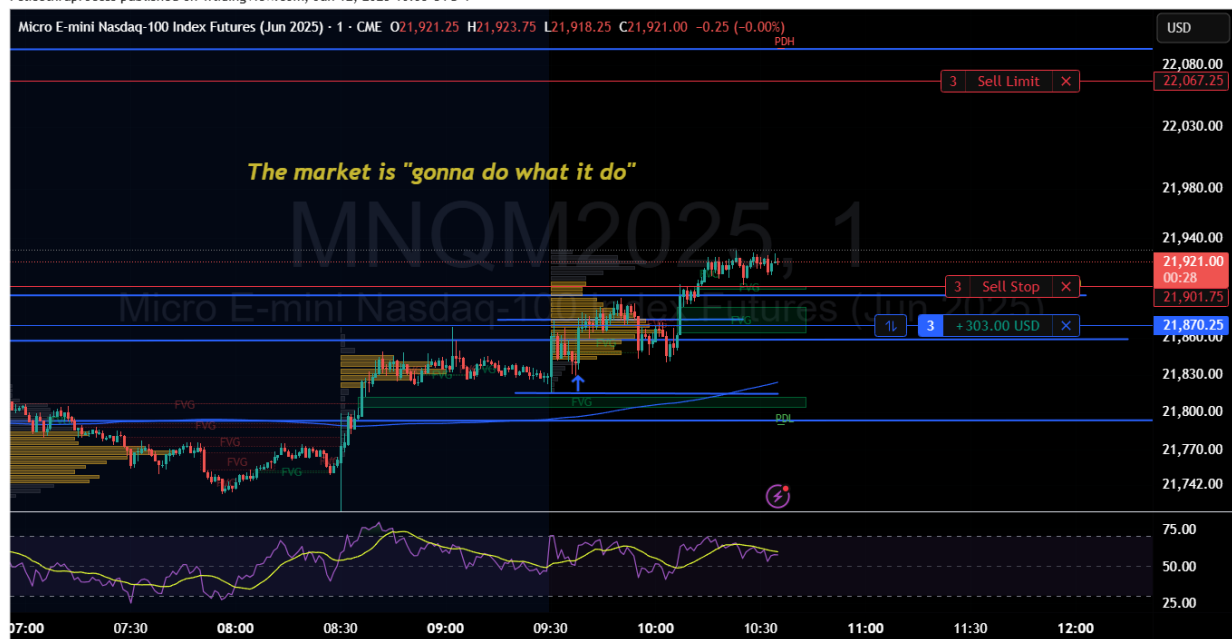 Micro E-mini Nasdaq-100 Index Futures (Jun 2025) · 1 · CME O21,921.25 H21,923.75 L21,918.25 C21,921.00 −0.25 (−0.00%)
USD
PDH
22,080.00
3 Sell Limit ×
22,067.25
22,030.00
The market is "gonna do what it do"
21,980.00
MNQM2025, 1
21,940.00
21,921.00
00:28
3 Sell Stop ×
21,901.75
FVG
Micro E-mini Nasdaq-100 Index Futures (Jun 2025)
FVG
3 +303.00 USD ×
21,870.25
21,860.00
FVG
FVG
FVG
21,830.00
FVG
FVG
21,800.00
PDL
FVG
FVG
21,770.00
FVG
FVG
FVG
21,742.00
75.00
50.00
25.00
07:00 07:30 08:00 08:30 09:00 09:30 10:00 10:30 11:00 11:30 12:00